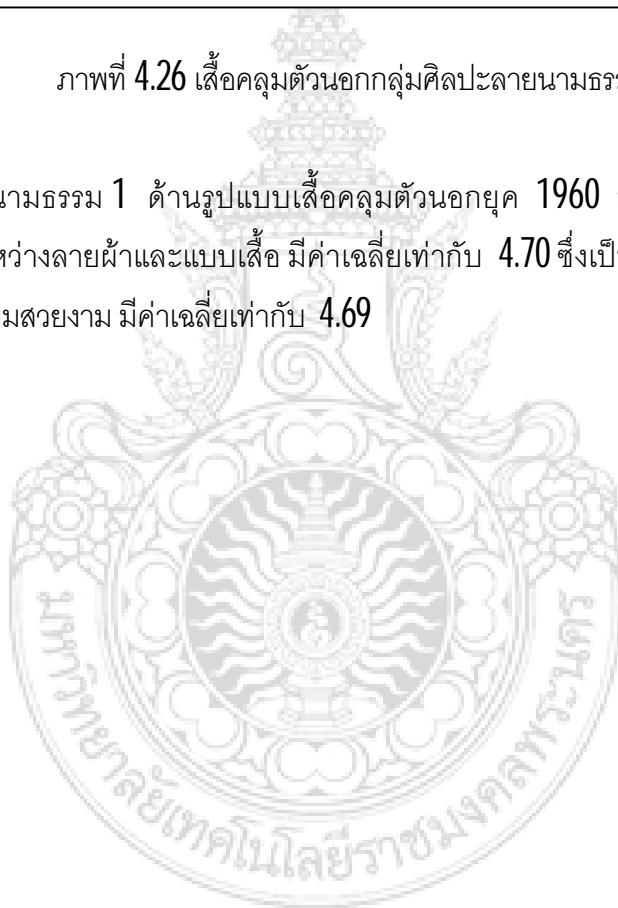 ภาพที่ 4.26 เสื้อคลุมตัวนอกกลุ่มศิลปะลายนามธรร
นามธรรม 1 ด้านรูปแบบเสื้อคลุมตัวนอกยุค 1960
หว่างลายผ้าและแบบเสื้อ มีค่าเฉลี่ยเท่ากับ 4.70 ซึ่งเป็
ามสวยงาม มีค่าเฉลี่ยเท่ากับ 4.69
มหาวิทยาลัยเทคโนโลยีราชมงคลพระนคร